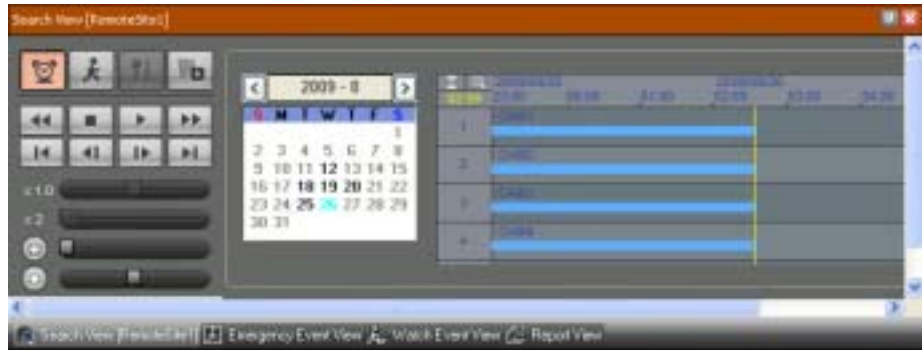 Search View [RemoteSite1]
2009 - 8
S M T W T F S
1
2 3 4 5 6 7 8
9 10 11 12 13 14 15
16 17 18 19 20 21 22
23 24 25 26 27 28 29
30 31
1
2
3
4
x 1.0
x 2
Search View [RemoteSite1] Emergency Event View Watch Event View Report View